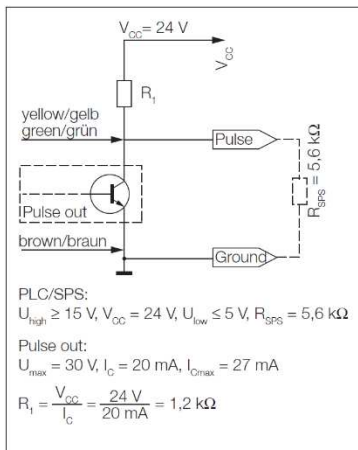 V_CC = 24 V
V_CC
R_1
yellow/gelb
green/grün
Pulse
R_SPS = 5,6 kΩ
Pulse out
brown/braun
Ground
PLC/SPS:
U_high ≥ 15 V, V_CC = 24 V, U_low ≤ 5 V, R_SPS = 5,6 kΩ
Pulse out:
U_max = 30 V, I_C = 20 mA, I_Cmax = 27 mA
R_1 = V_CC / I_C = 24 V / 20 mA = 1,2 kΩ